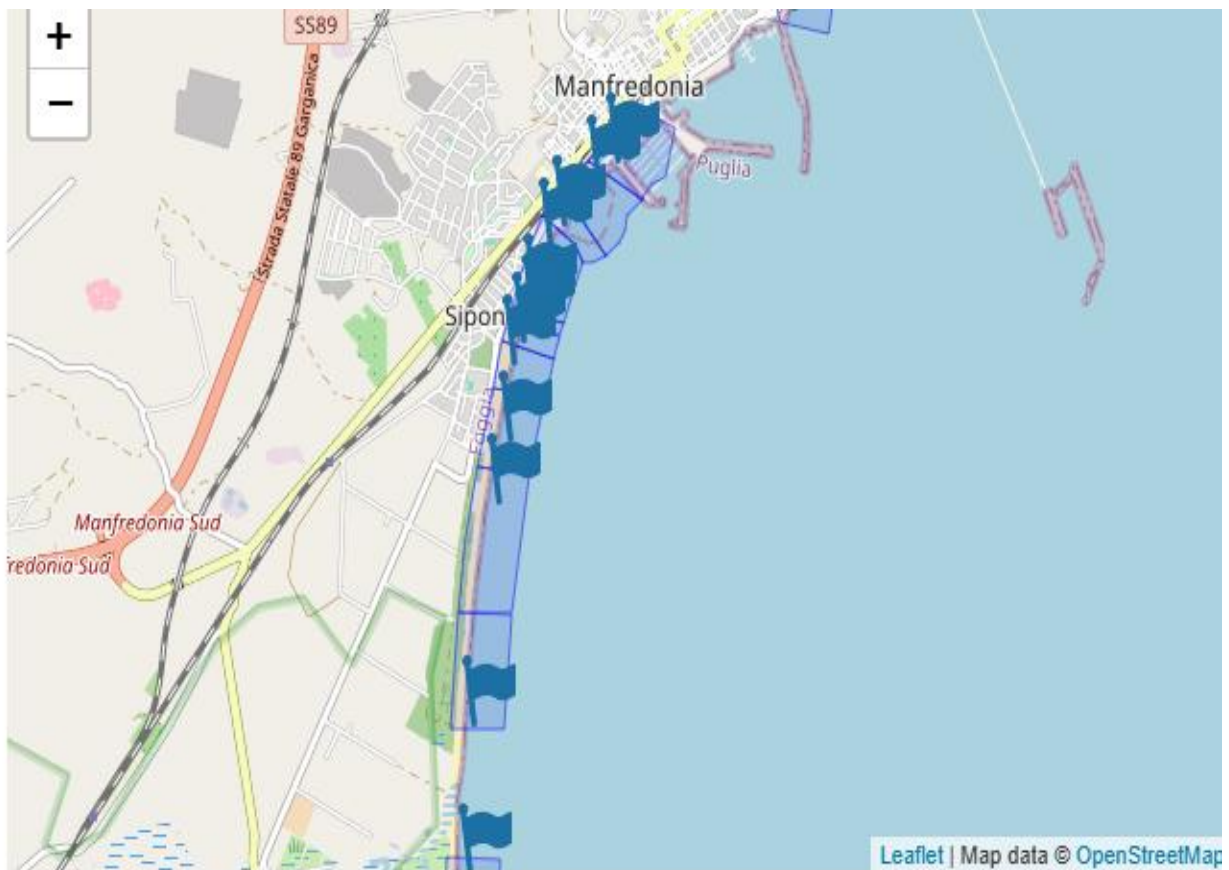 +
−
SS89
Strada Statale 89 Garganica
Manfredonia
Puglia
Sipon
Foggia
Manfredonia Sud
fredonia Sud
Leaflet | Map data © OpenStreetMap